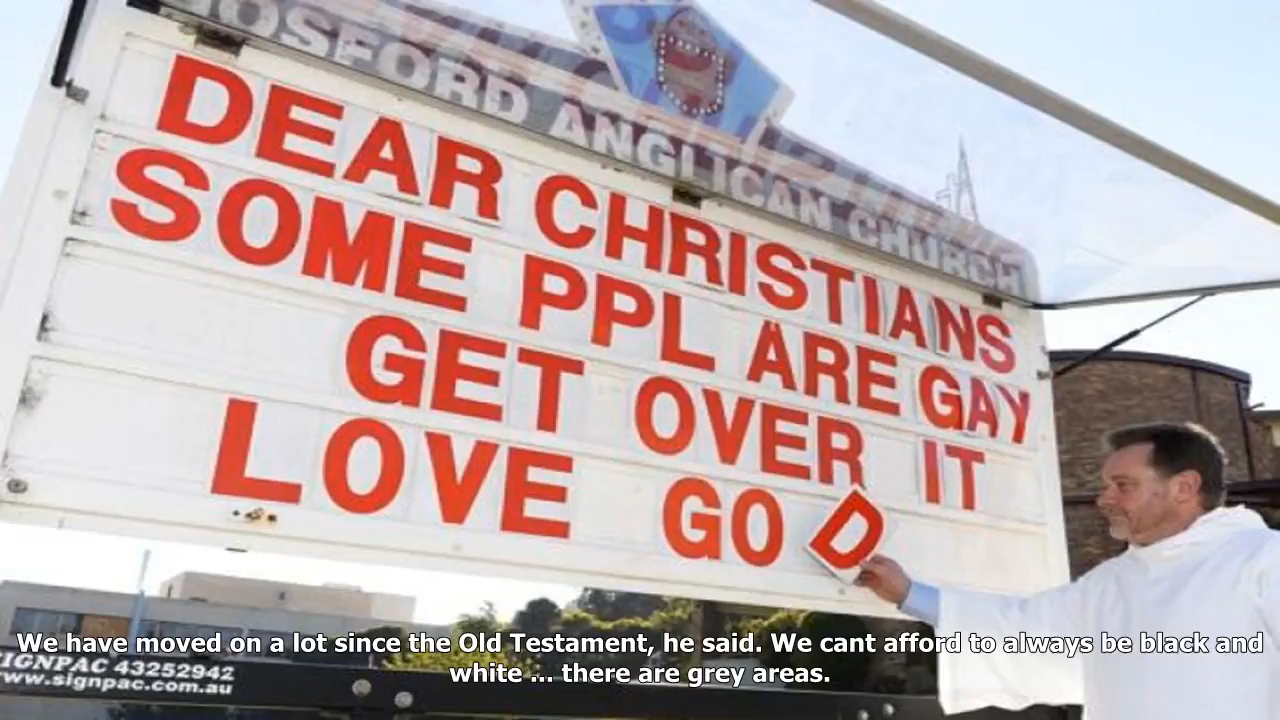 GOSFORD ANGLICAN CHURCH
DEAR CHRISTIANS
SOME PPL ARE GAY
GET OVER IT
LOVE GOD
SIGNPAC 43252942
www.signpac.com.au
We have moved on a lot since the Old Testament, he said. We cant afford to always be black and
white ... there are grey areas.